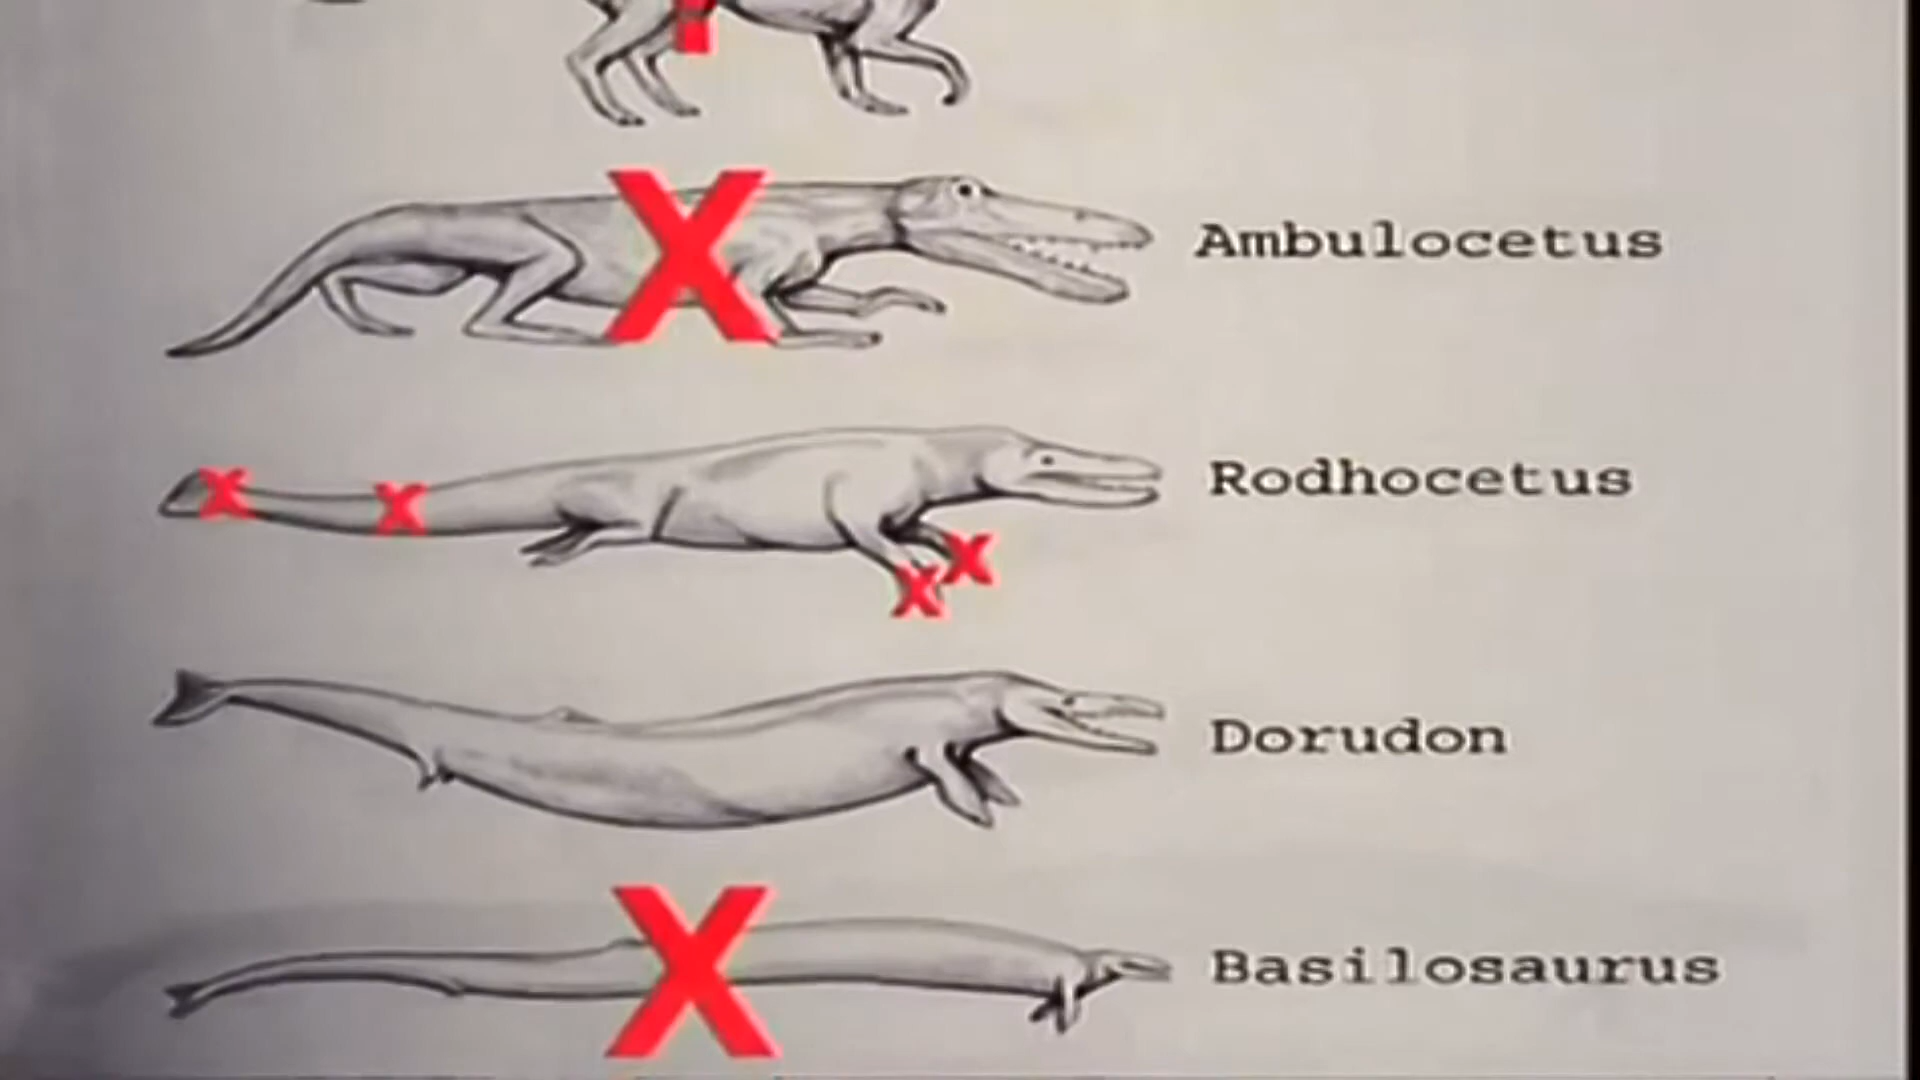 X
Ambulocetus
X X X X
Rodhocetus
Dorudon
X
Basilosaurus